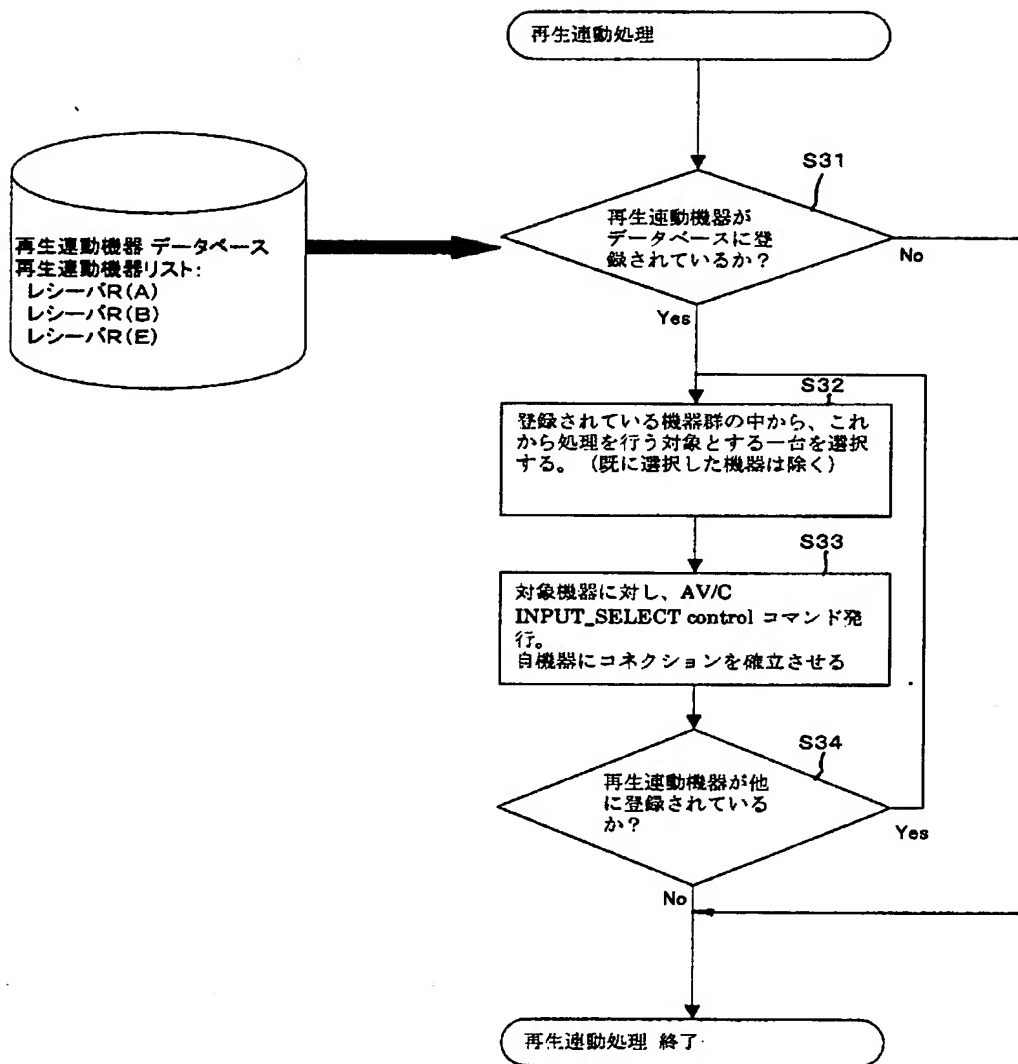 再生連動処理
S31
再生連動機器が
データベースに登
録されているか？
No
Yes
再生連動機器 データベース
再生連動機器リスト：
レシーバR(A)
レシーバR(B)
レシーバR(E)
S32
登録されている機器群の中から、これ
から処理を行う対象とする一台を選択
する。（既に選択した機器は除く）
S33
対象機器に対し、AV/C
INPUT_SELECT control コマンド発
行。
自機器にコネクションを確立させる
S34
再生連動機器が他
に登録されている
か？
Yes
No
再生連動処理 終了